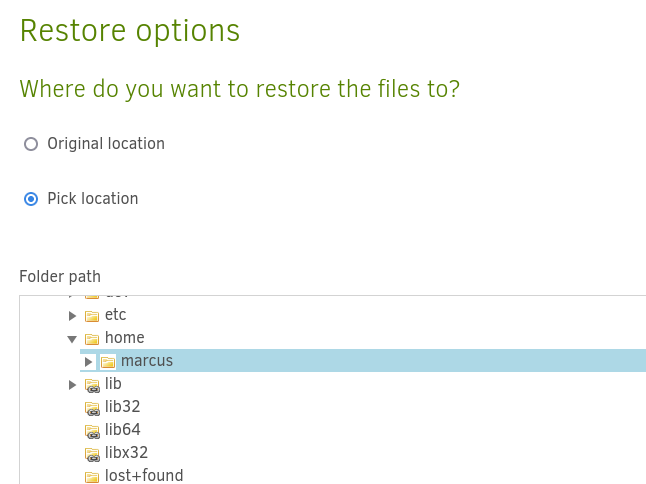 Restore options
Where do you want to restore the files to?
Original location
Pick location
Folder path
etc
home
marcus
lib
lib32
lib64
libx32
lost+found